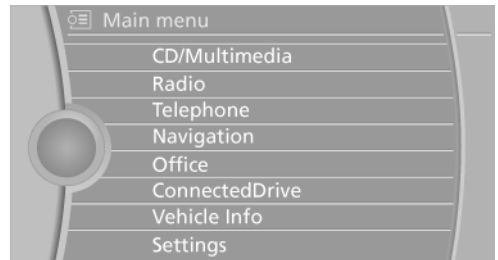 Main menu
CD/Multimedia
Radio
Telephone
Navigation
Office
ConnectedDrive
Vehicle Info
Settings